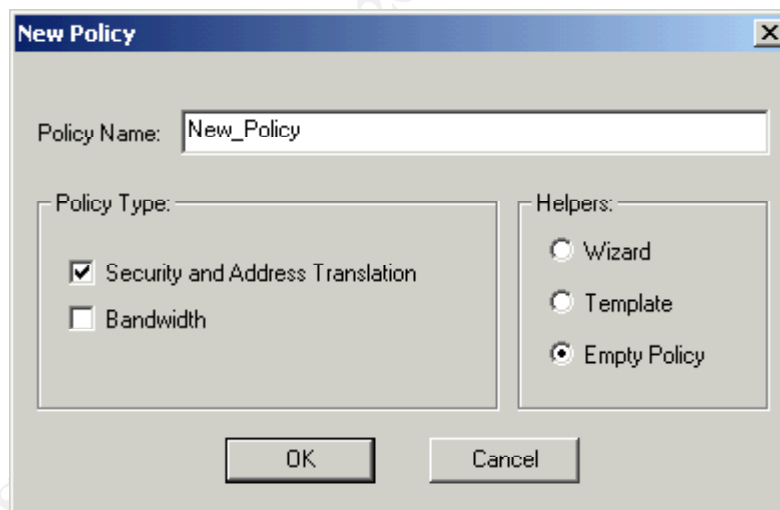 New Policy
Policy Name: New_Policy
Policy Type:
Security and Address Translation
Bandwidth
Helpers:
Wizard
Template
Empty Policy
OK Cancel